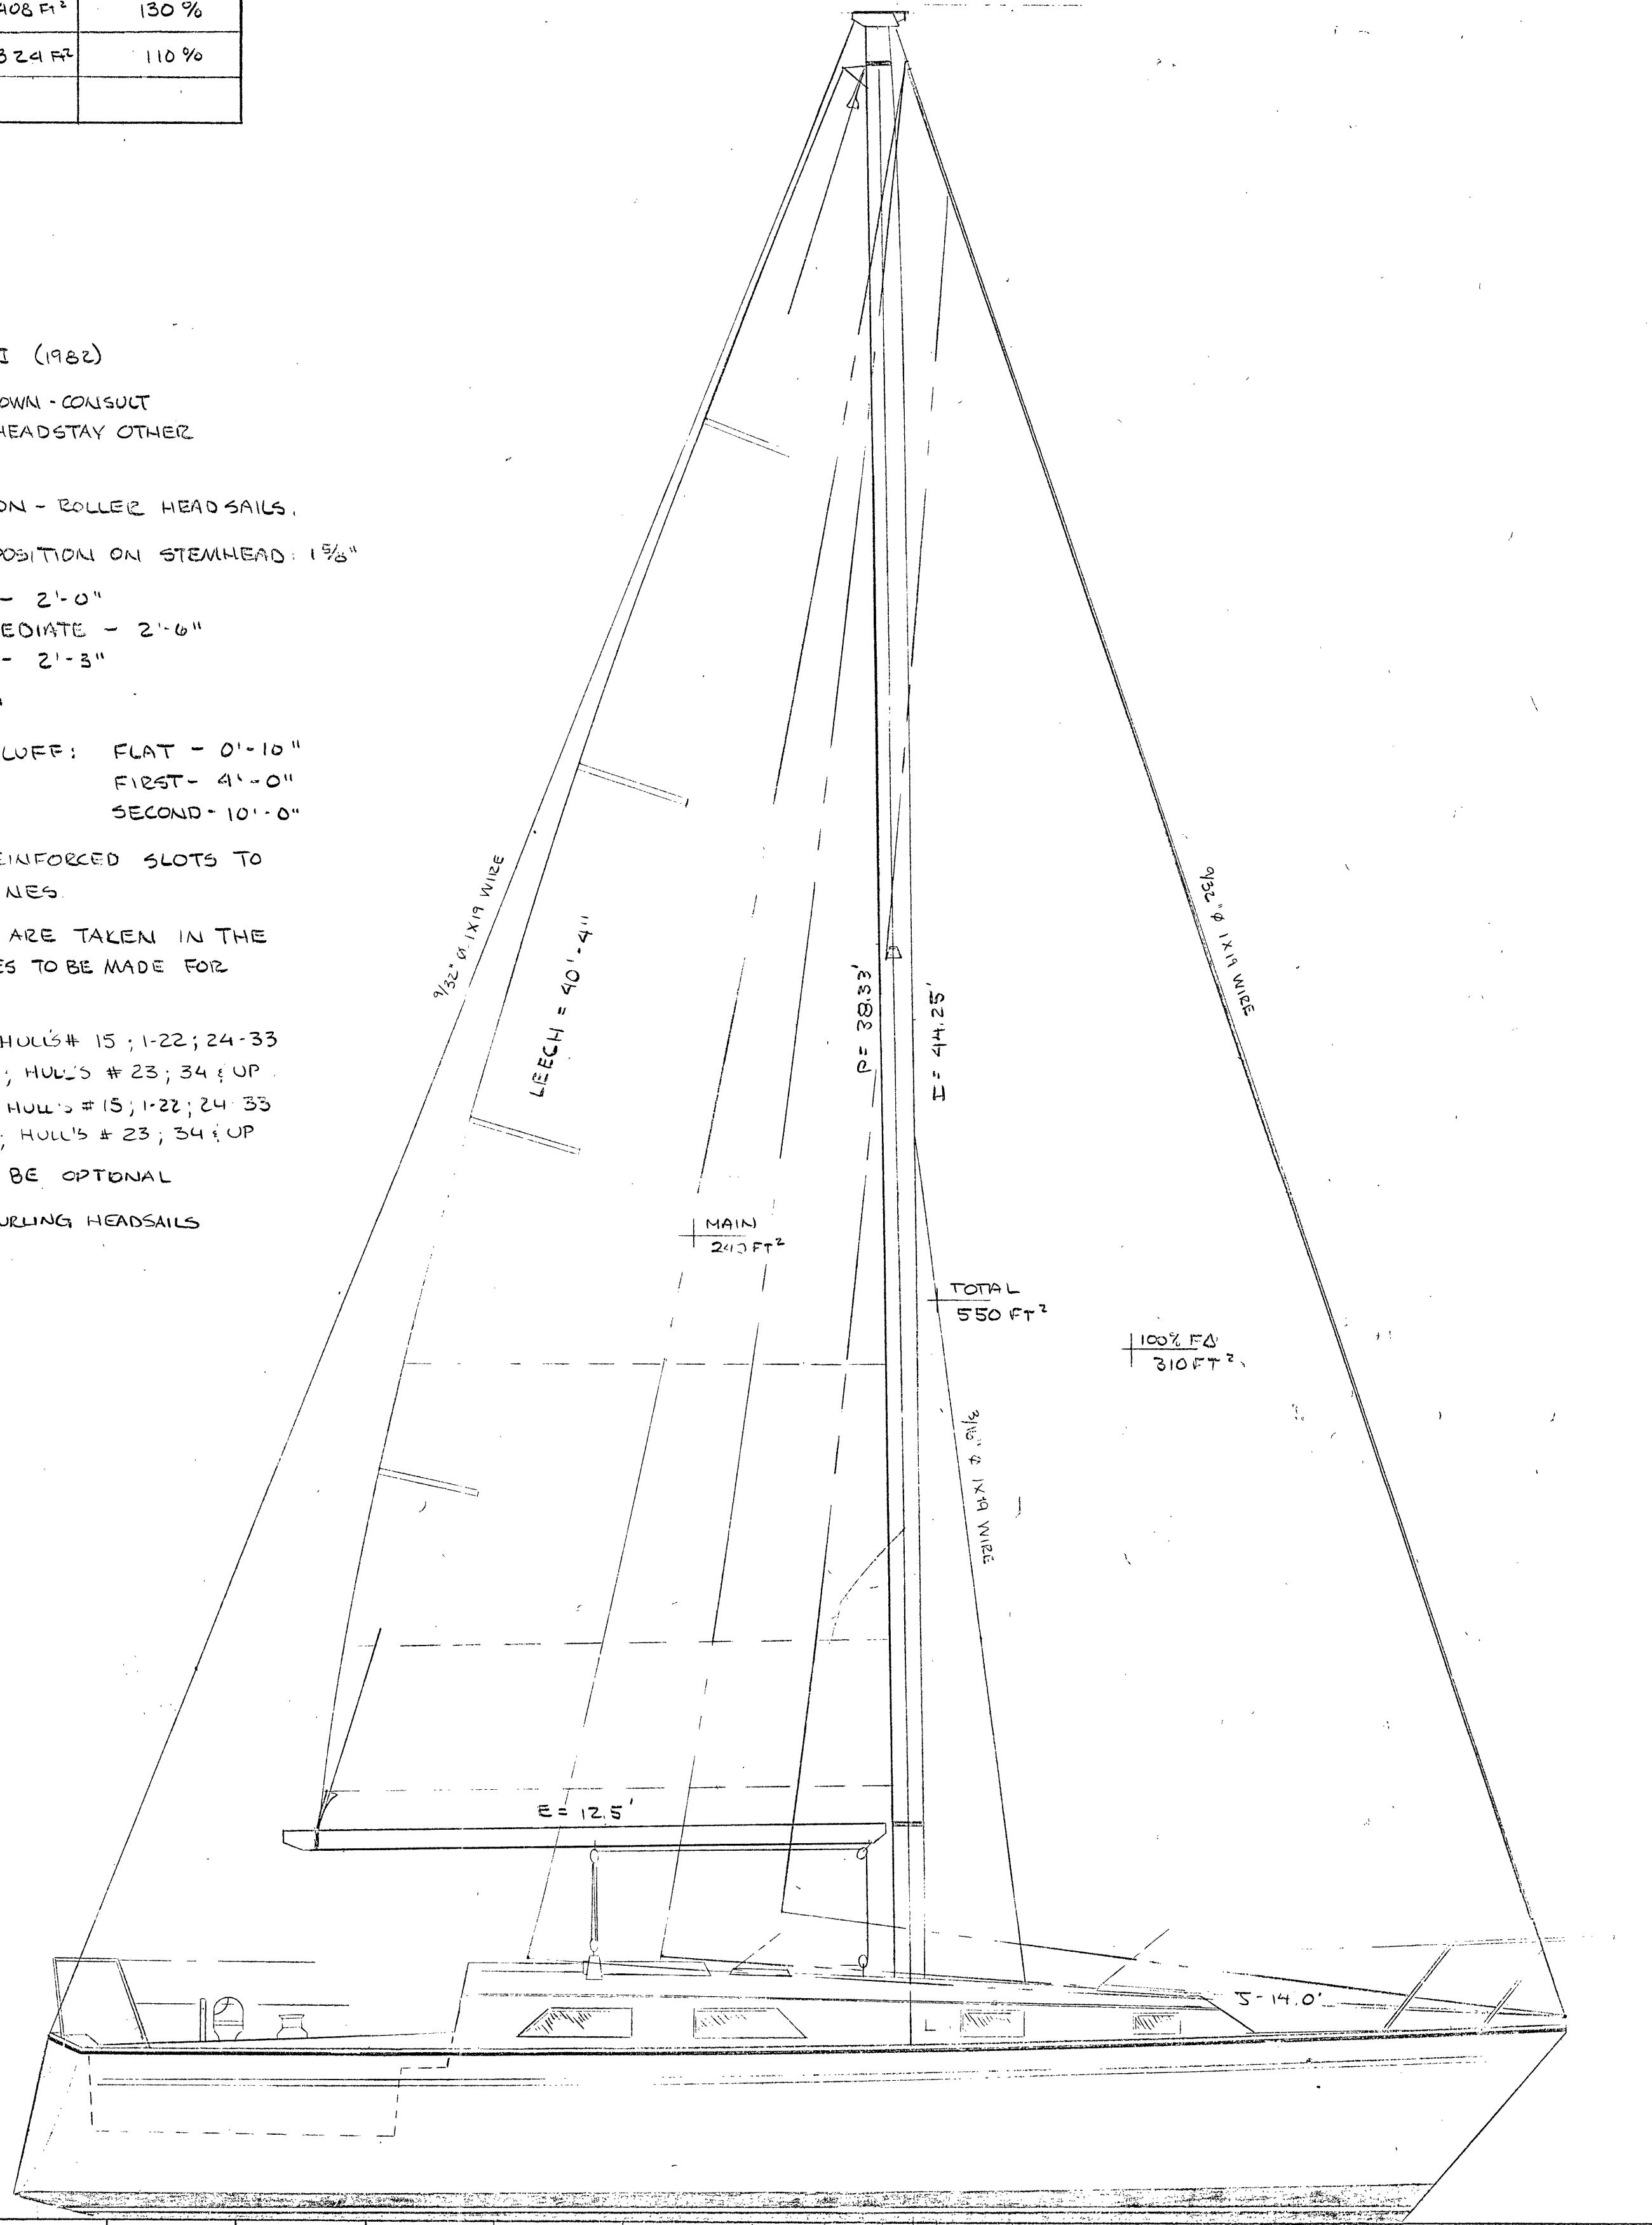 408 FT² 130 %
324 FT² 110 %
I (1982)
OWN - CONSULT
HEADSTAY OTHER
ON - ROLLER HEADSAILS.
POSITION ON STEMHEAD: 1 5/8"
- 2'-0"
EDIATE - 2'-6"
- 2'-3"
LUFF: FLAT - 0'-10"
FIRST - 4'-0"
SECOND - 10'-0"
EINFORCED SLOTS TO
NES.
ARE TAKEN IN THE
ES TO BE MADE FOR
HULL'S # 15 ; 1-22 ; 24-33
; HULL'S # 23 ; 34 & UP
HULL'S # 15 ; 1-22 ; 24-33
; HULL'S # 23 ; 34 & UP
BE OPTIONAL
URLING HEADSAILS
9/32" Ø 1X19 WIRE
LEECH = 40'-4"
P = 38.33'
I = 44.25'
9/32" Ø 1X19 WIRE
MAIN
FT²
TOTAL
550 FT²
100% FΔ
310 FT²
3/16" Ø 1X19 WIRE
E = 12.5'
J - 14.0'